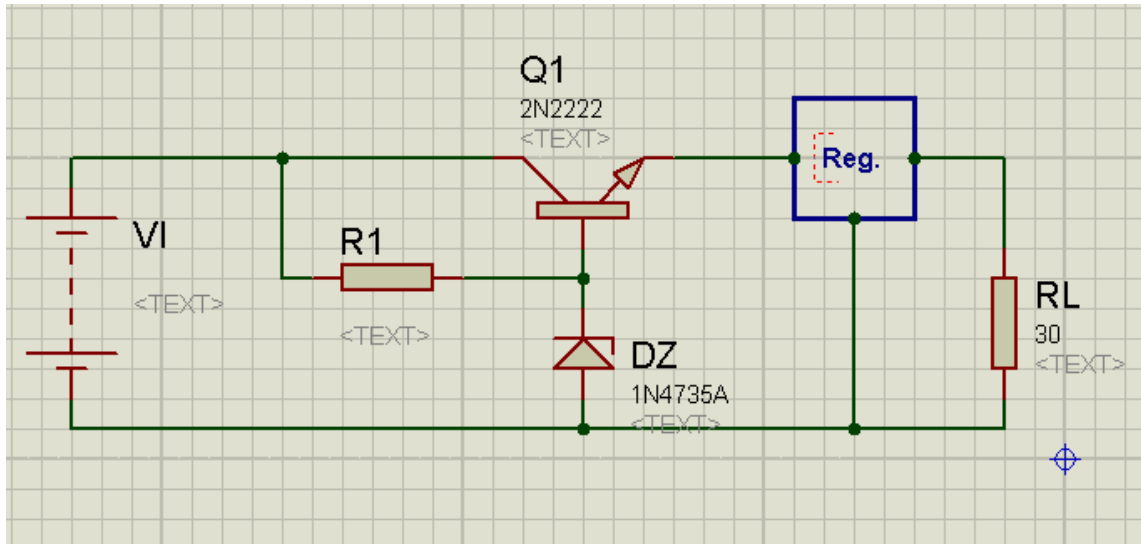 Q1
2N2222
<TEXT>
Reg.
VI
<TEXT>
R1
<TEXT>
DZ
1N4735A
<TEXT>
RL
30
<TEXT>